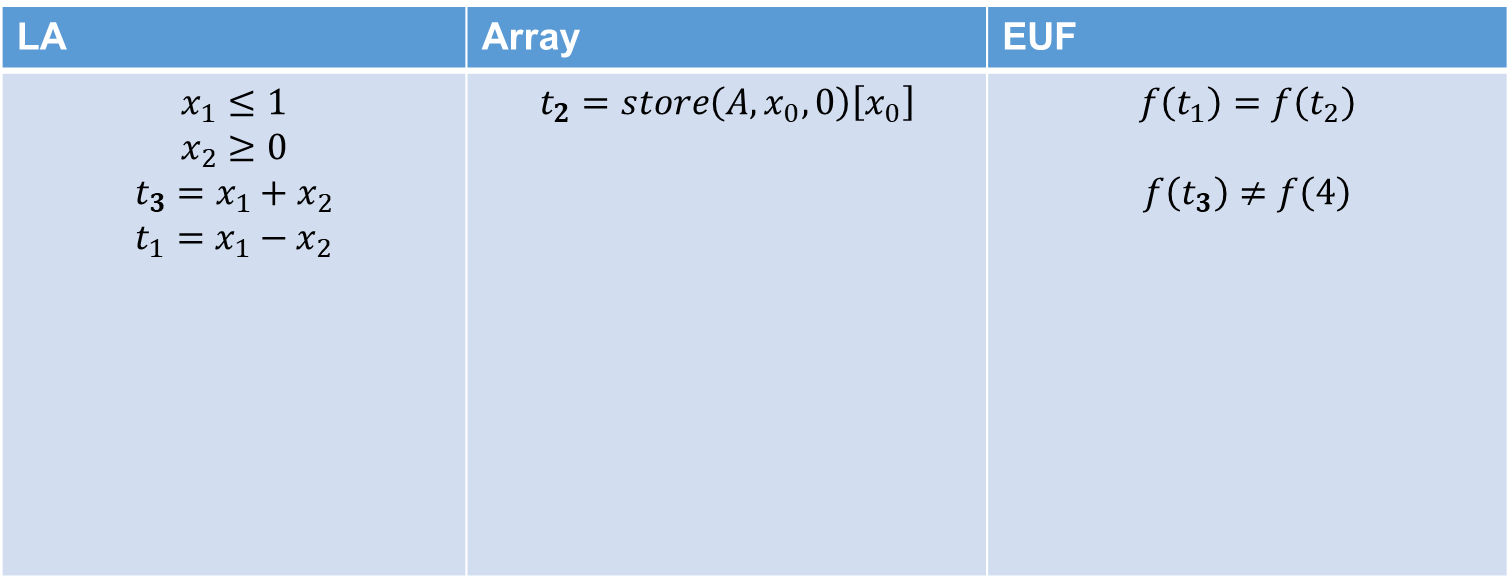 LA Array EUF
x₁ ≤ 1 t₂ = store(A, x₀, 0)[x₀] f(t₁) = f(t₂)
x₂ ≥ 0
t₃ = x₁ + x₂ f(t₃) ≠ f(4)
t₁ = x₁ − x₂